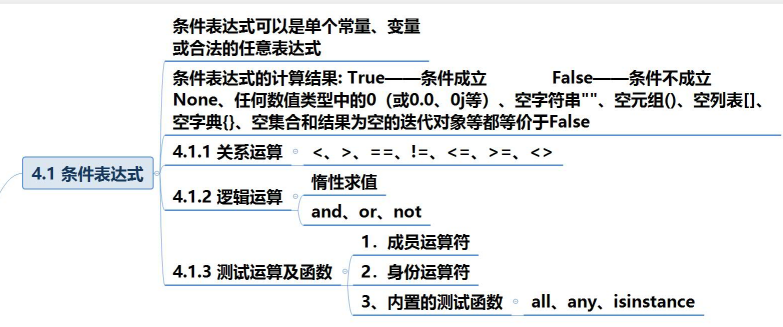 条件表达式可以是单个常量、变量
或合法的任意表达式
条件表达式的计算结果: True——条件成立 False——条件不成立
None、任何数值类型中的0（或0.0、0j等）、空字符串""、空元组()、空列表[]、
空字典{}、空集合和结果为空的迭代对象等都等价于False
4.1 条件表达式
4.1.1 关系运算
<、>、==、!=、<=、>=、<>
4.1.2 逻辑运算
惰性求值
and、or、not
4.1.3 测试运算及函数
1．成员运算符
2．身份运算符
3、内置的测试函数
all、any、isinstance